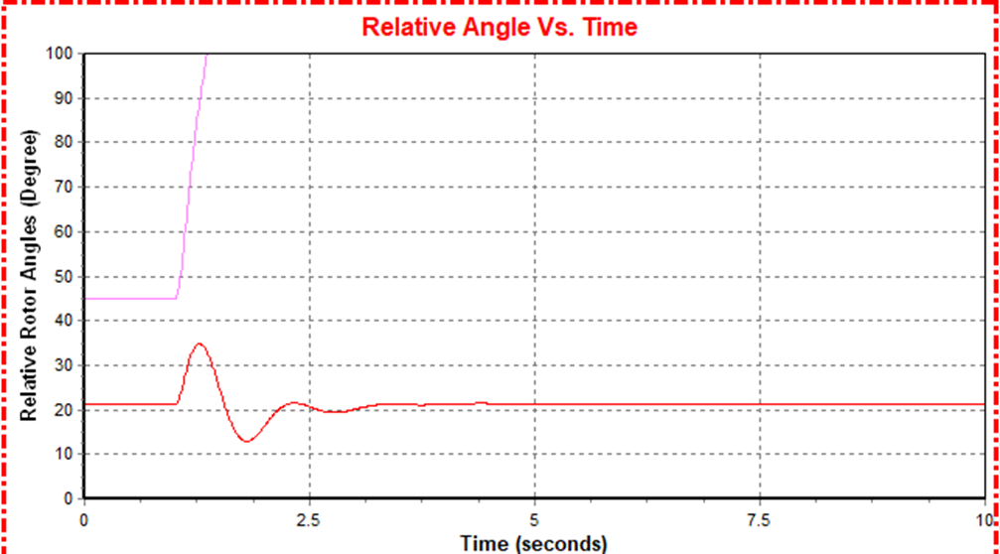 Relative Angle Vs. Time
Relative Rotor Angles (Degree)
100
90
80
70
60
50
40
30
20
10
0
0 2.5 5 7.5 10
Time (seconds)